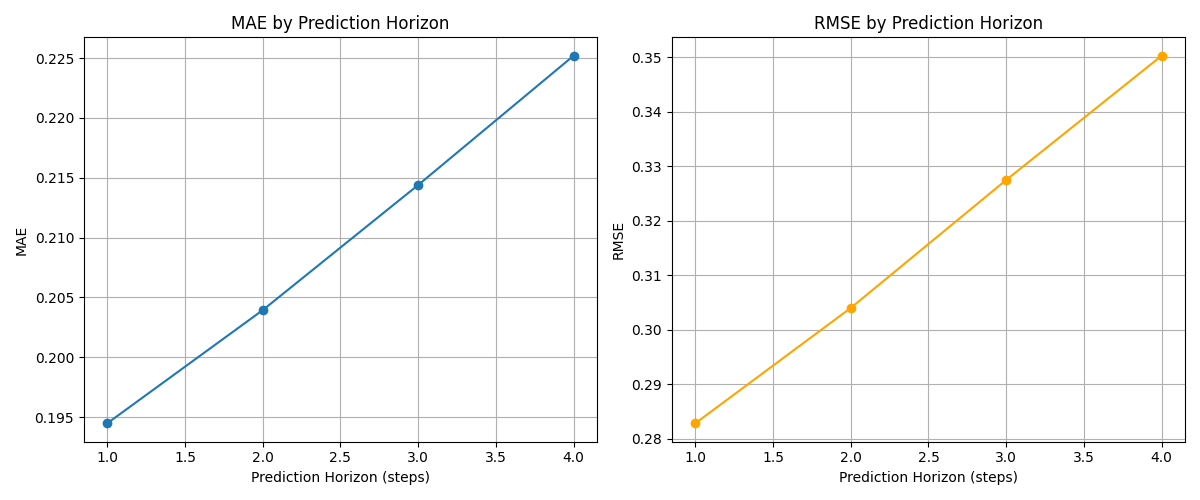 MAE by Prediction Horizon
0.225
0.220
0.215
0.210
0.205
0.200
0.195
MAE
1.0 1.5 2.0 2.5 3.0 3.5 4.0
Prediction Horizon (steps)
RMSE by Prediction Horizon
0.35
0.34
0.33
0.32
0.31
0.30
0.29
0.28
RMSE
1.0 1.5 2.0 2.5 3.0 3.5 4.0
Prediction Horizon (steps)